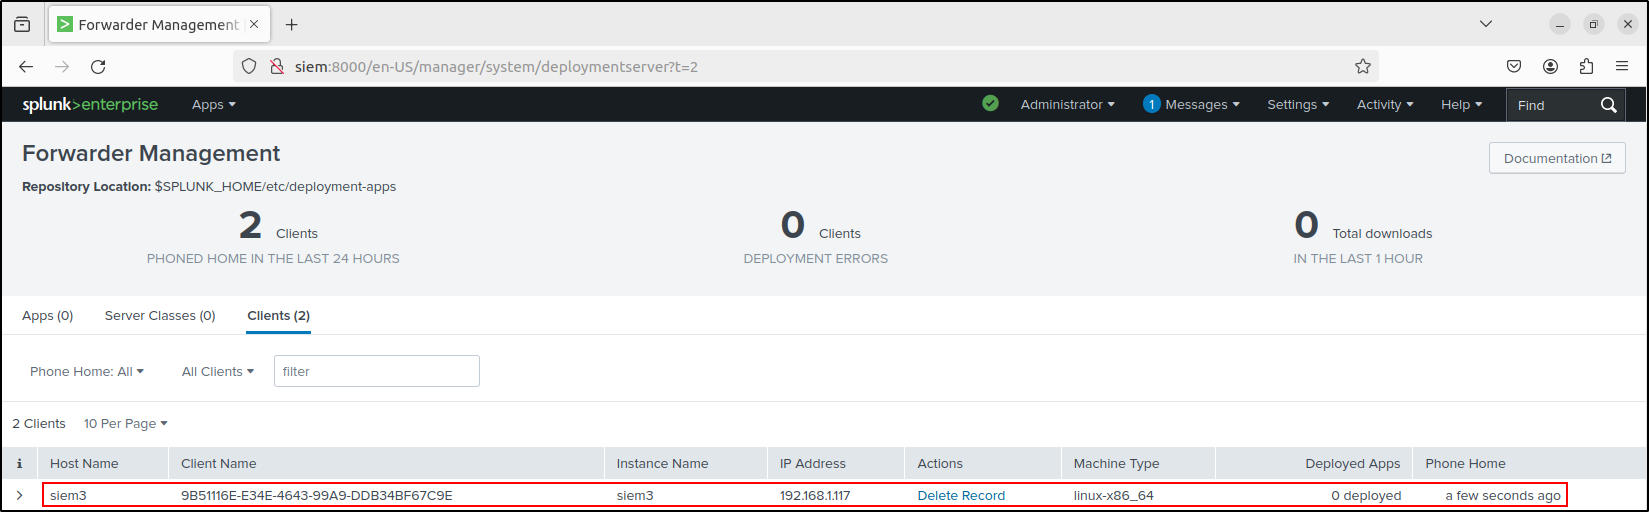 Forwarder Management
siem:8000/en-US/manager/system/deploymentserver?t=2
splunk>enterprise Apps Administrator 1 Messages Settings Activity Help Find
Forwarder Management Documentation
Repository Location: $SPLUNK_HOME/etc/deployment-apps
2 Clients 0 Clients 0 Total downloads
PHONED HOME IN THE LAST 24 HOURS DEPLOYMENT ERRORS IN THE LAST 1 HOUR
Apps (0) Server Classes (0) Clients (2)
Phone Home: All All Clients filter
2 Clients 10 Per Page
i Host Name Client Name Instance Name IP Address Actions Machine Type Deployed Apps Phone Home
siem3 9B51116E-E34E-4643-99A9-DDB34BF67C9E siem3 192.168.1.117 Delete Record linux-x86_64 0 deployed a few seconds ago